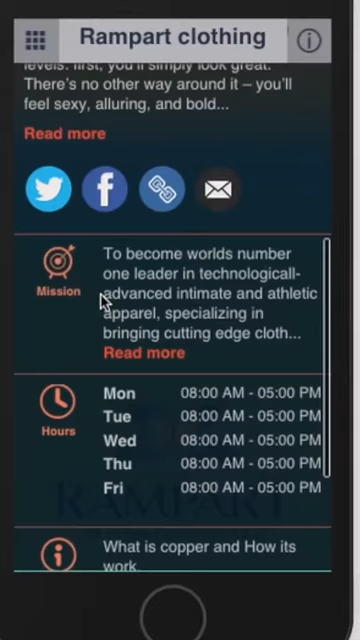 Rampart clothing
levels: first, you'll simply look great.
There's no other way around it – you'll
feel sexy, alluring, and bold...
Read more
Mission
To become worlds number
one leader in technologicall-
advanced intimate and athletic
apparel, specializing in
bringing cutting edge cloth...
Read more
Hours
Mon 08:00 AM - 05:00 PM
Tue 08:00 AM - 05:00 PM
Wed 08:00 AM - 05:00 PM
Thu 08:00 AM - 05:00 PM
Fri 08:00 AM - 05:00 PM
RAMPART
What is copper and How its
work.